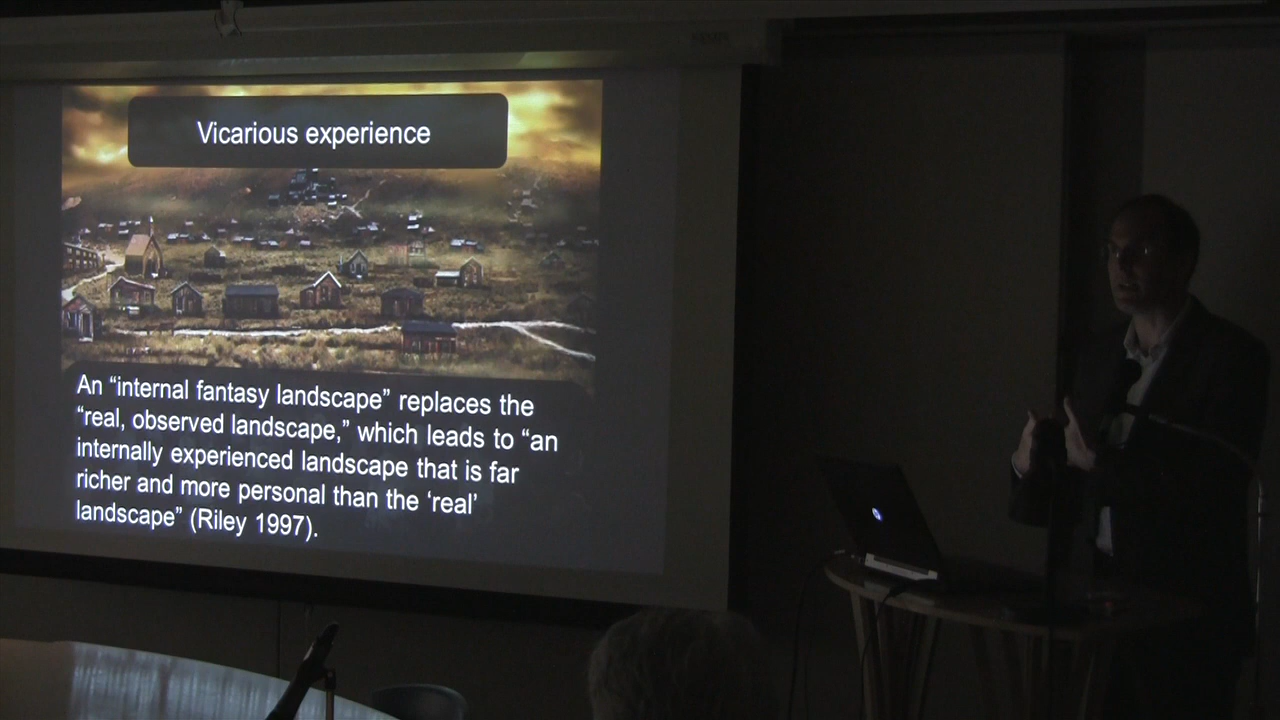 Vicarious experience
An “internal fantasy landscape” replaces the
“real, observed landscape,” which leads to “an
internally experienced landscape that is far
richer and more personal than the ‘real’
landscape” (Riley 1997).